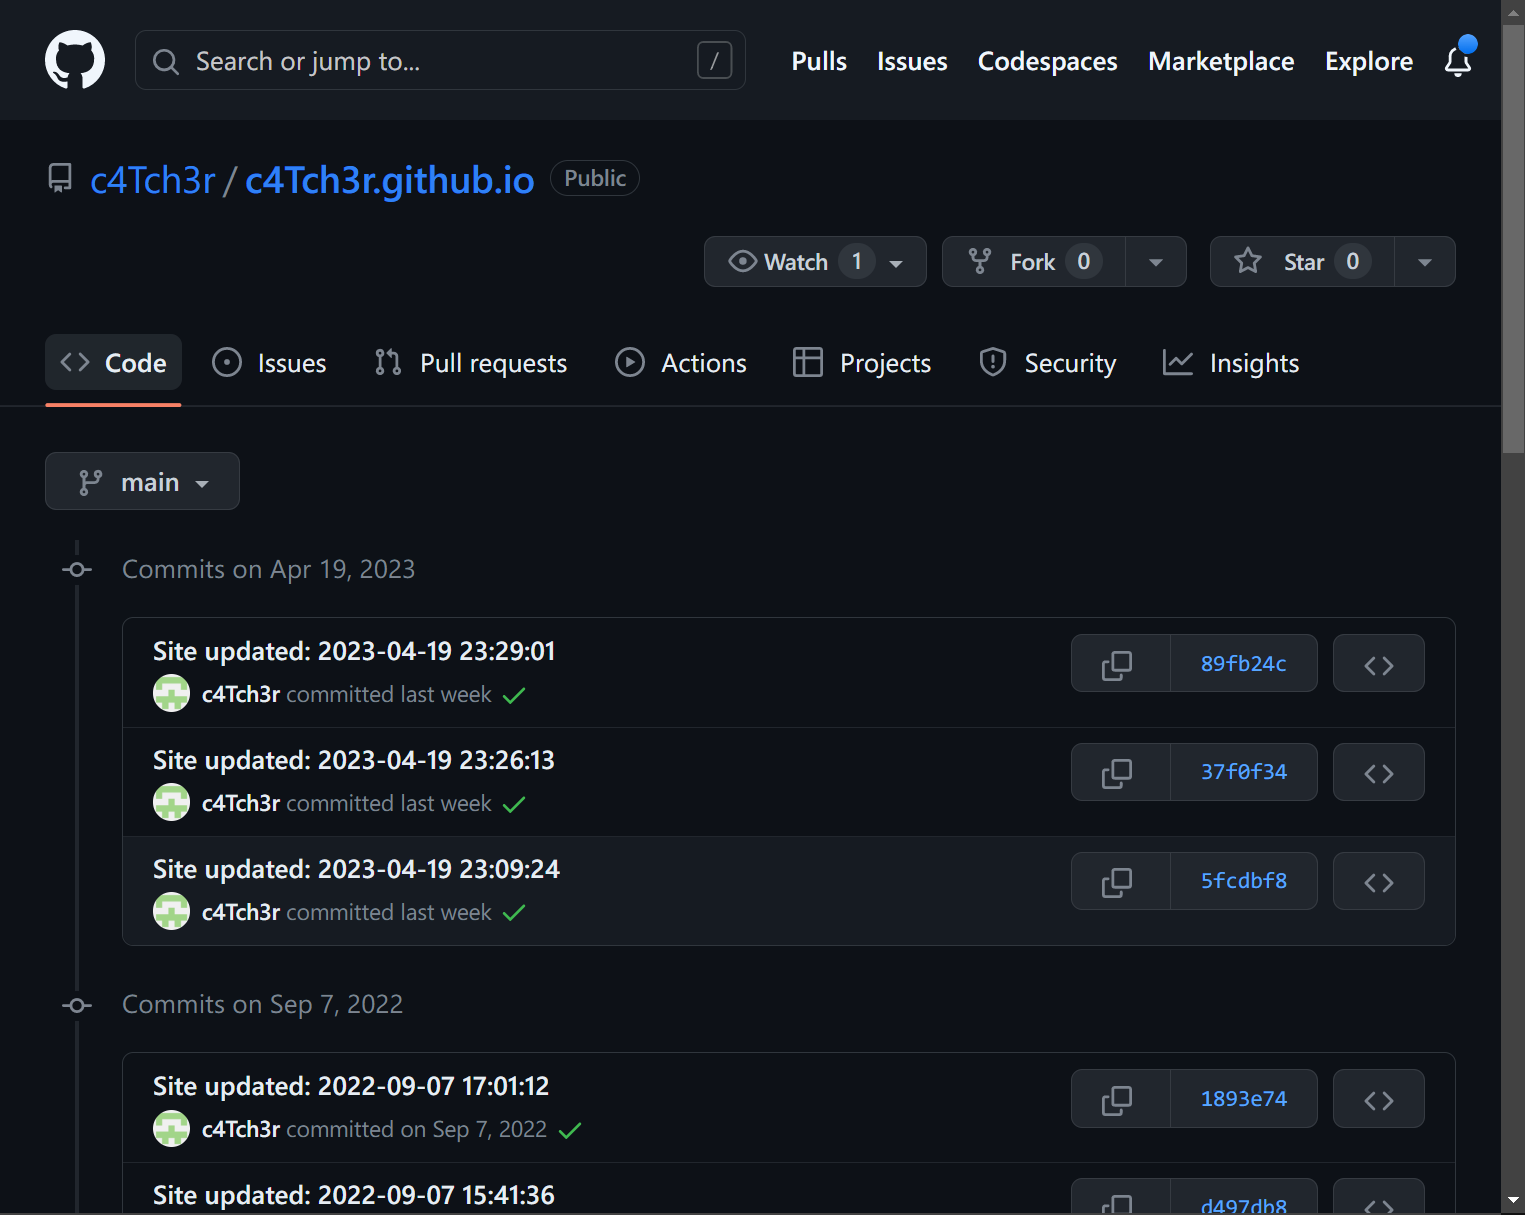 Search or jump to... /
Pulls Issues Codespaces Marketplace Explore
c4Tch3r / c4Tch3r.github.io Public
Watch 1 Fork 0 Star 0
Code Issues Pull requests Actions Projects Security Insights
main
Commits on Apr 19, 2023
Site updated: 2023-04-19 23:29:01
c4Tch3r committed last week
89fb24c
Site updated: 2023-04-19 23:26:13
c4Tch3r committed last week
37f0f34
Site updated: 2023-04-19 23:09:24
c4Tch3r committed last week
5fcdbf8
Commits on Sep 7, 2022
Site updated: 2022-09-07 17:01:12
c4Tch3r committed on Sep 7, 2022
1893e74
Site updated: 2022-09-07 15:41:36
d497db8